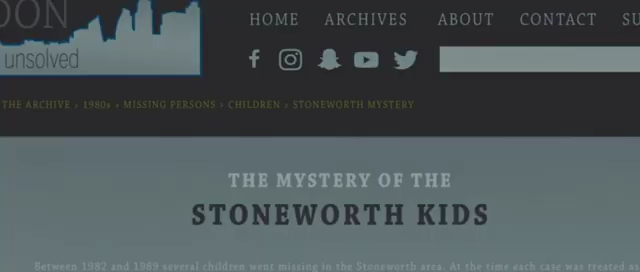 DON
unsolved
HOME ARCHIVES ABOUT CONTACT SU
THE ARCHIVE › 1980s › MISSING PERSONS › CHILDREN › STONEWORTH MYSTERY
THE MYSTERY OF THE
STONEWORTH KIDS
Between 1982 and 1989 several children went missing in the Stoneworth area. At the time each case was treated as